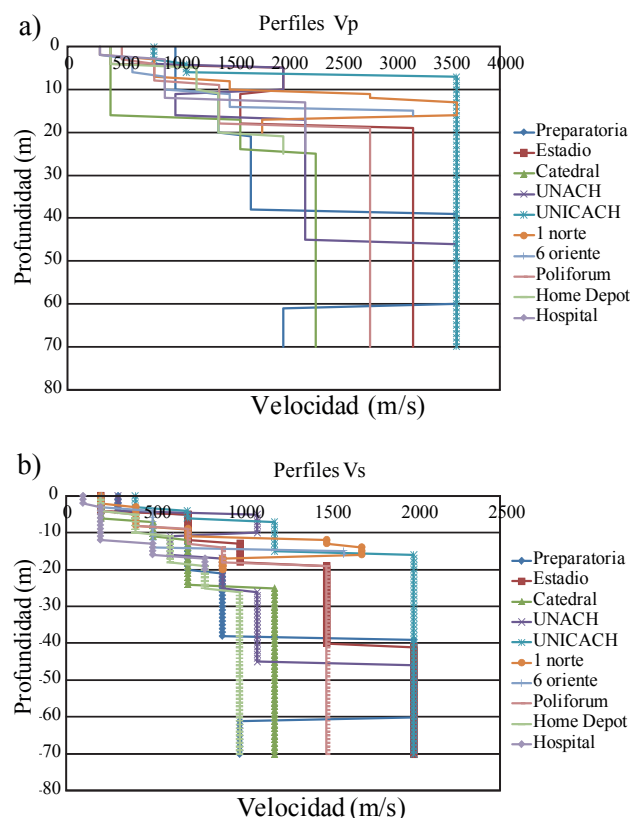 a)
Perfiles Vp
0 500 1000 1500 2000 2500 3000 3500 4000
0
10
20
30
40
50
60
70
80
Profundidad (m)
Velocidad (m/s)
Preparatoria
Estadio
Catedral
UNACH
UNICACH
1 norte
6 oriente
Poliforum
Home Depot
Hospital
b)
Perfiles Vs
0 500 1000 1500 2000 2500
0
-10
-20
-30
-40
-50
-60
-70
-80
Profundidad (m)
Velocidad (m/s)
Preparatoria
Estadio
Catedral
UNACH
UNICACH
1 norte
6 oriente
Poliforum
Home Depot
Hospital